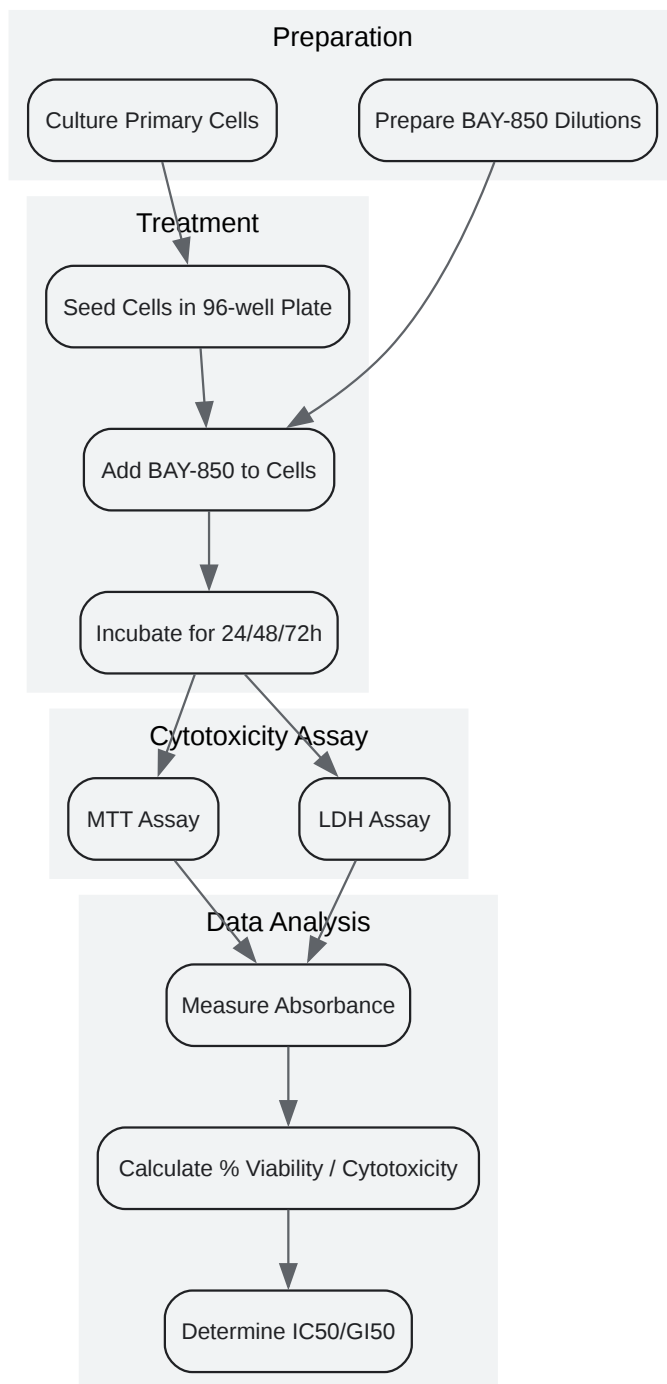 Preparation
Culture Primary Cells
Prepare BAY-850 Dilutions
Treatment
Seed Cells in 96-well Plate
Add BAY-850 to Cells
Incubate for 24/48/72h
Cytotoxicity Assay
MTT Assay
LDH Assay
Data Analysis
Measure Absorbance
Calculate % Viability / Cytotoxicity
Determine IC50/GI50